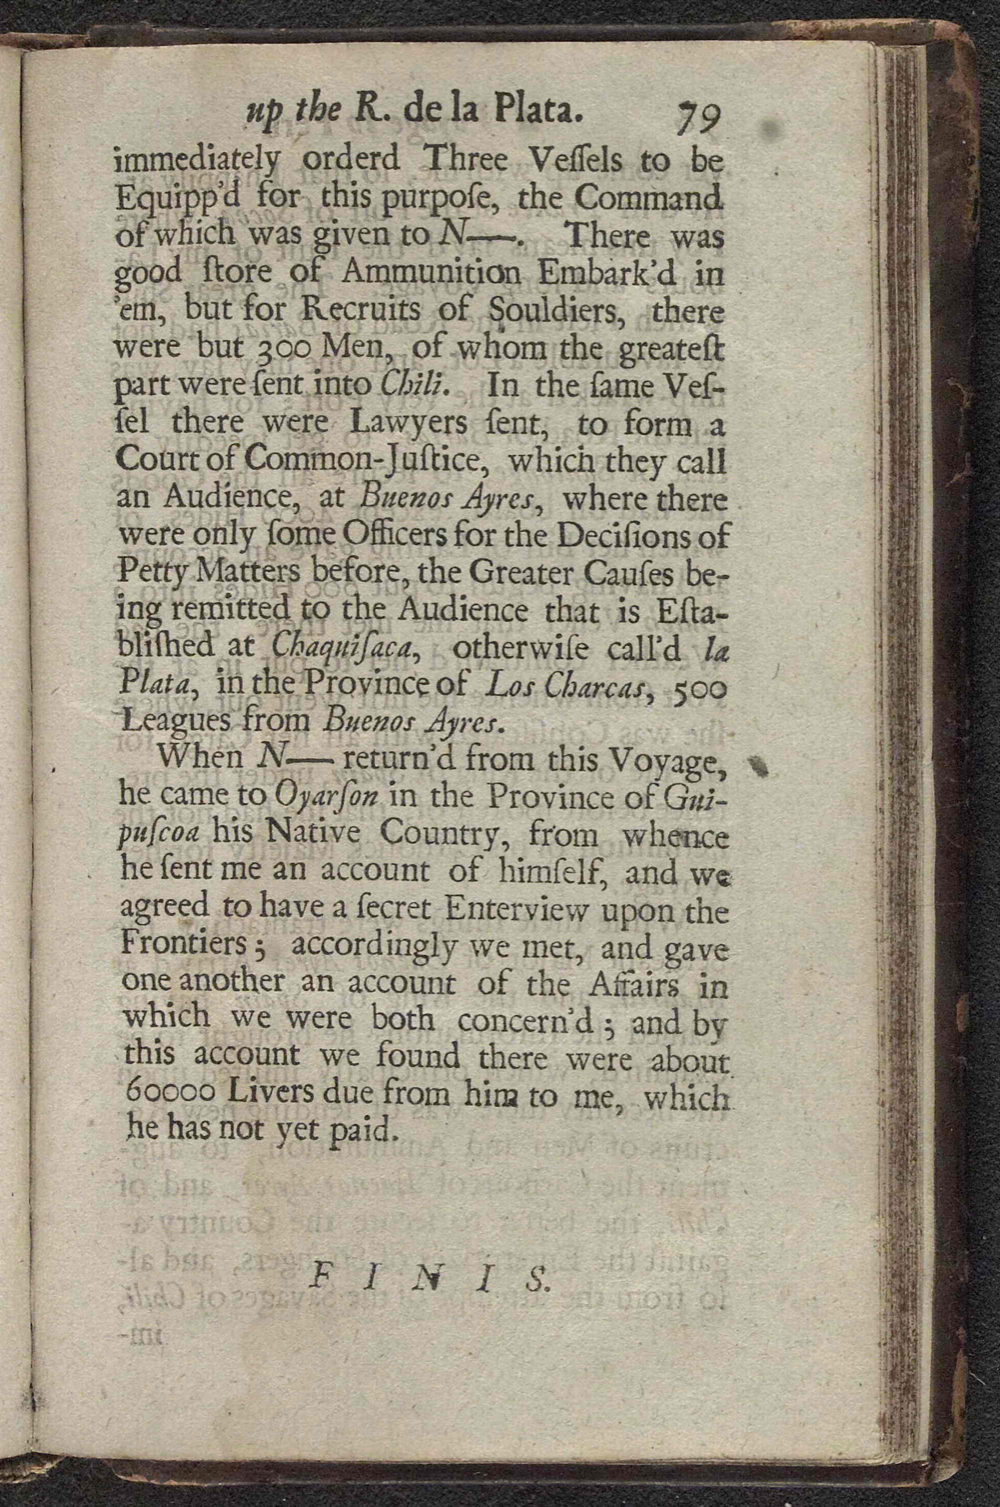 up the R. de la Plata. 79
immediately orderd Three Veſſels to be
Equipp'd for this purpoſe, the Command
of which was given to N——. There was
good ſtore of Ammunition Embark'd in
'em, but for Recruits of Souldiers, there
were but 300 Men, of whom the greateſt
part were ſent into Chili. In the ſame Veſ-
ſel there were Lawyers ſent, to form a
Court of Common-Juſtice, which they call
an Audience, at Buenos Ayres, where there
were only ſome Officers for the Deciſions of
Petty Matters before, the Greater Cauſes be-
ing remitted to the Audience that is Eſta-
bliſhed at Chaquiſaca, otherwiſe call'd la
Plata, in the Province of Los Charcas, 500
Leagues from Buenos Ayres.
When N—— return'd from this Voyage,
he came to Oyarſon in the Province of Gui-
puſcoa his Native Country, from whence
he ſent me an account of himſelf, and we
agreed to have a ſecret Enterview upon the
Frontiers; accordingly we met, and gave
one another an account of the Affairs in
which we were both concern'd; and by
this account we found there were about
60000 Livers due from him to me, which
he has not yet paid.
F I N I S.